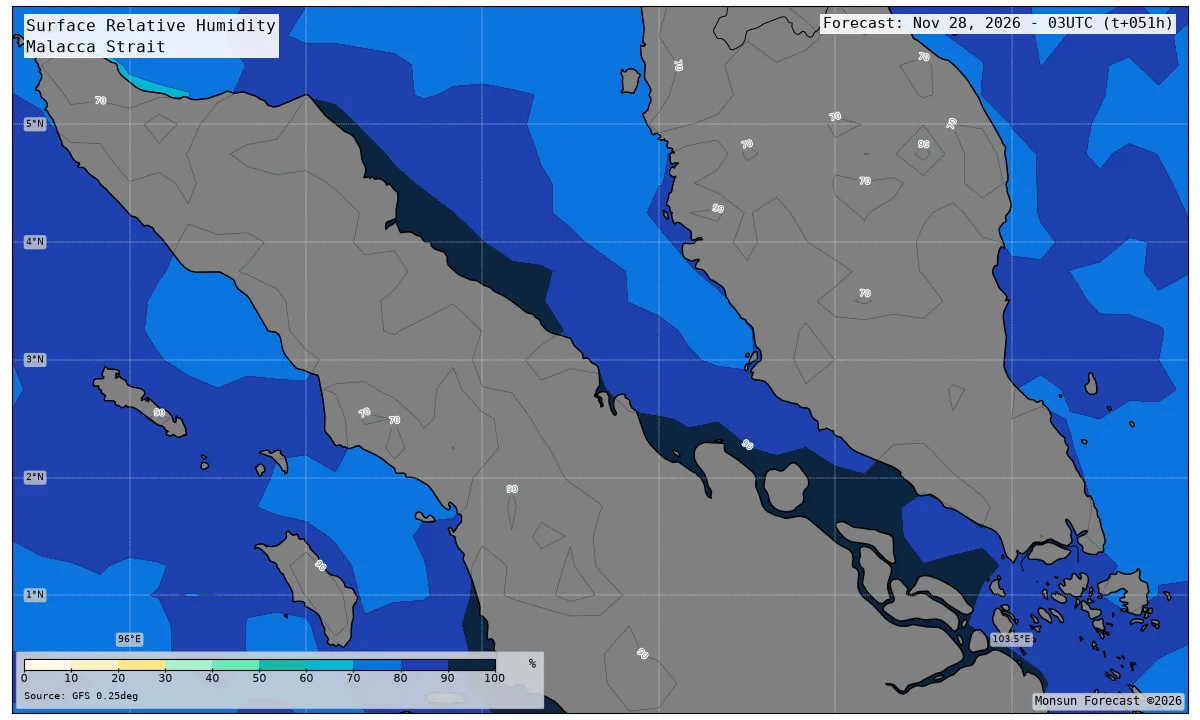 Surface Relative Humidity
Malacca Strait
Forecast: Nov 28, 2026 - 03UTC (t+051h)
70
70
70
70
70
70
90
5°N
70
90
4°N
70
3°N
90
70
70
90
2°N
90
90
1°N
96°E
103.5°E
90
%
0 10 20 30 40 50 60 70 80 90 100
Source: GFS 0.25deg
Monsun Forecast ©2026